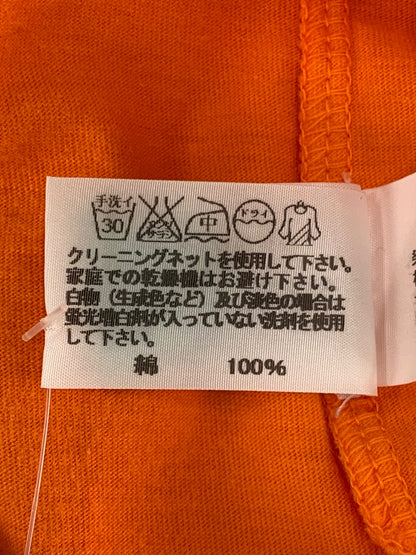 手洗イ 30 中 ドライ
クリーニングネットを使用して下さい。
家庭での乾燥機はお避け下さい。
白物（生成色など）及び淡色の場合は
蛍光増白剤が入っていない洗剤を使用
して下さい。
綿 100%